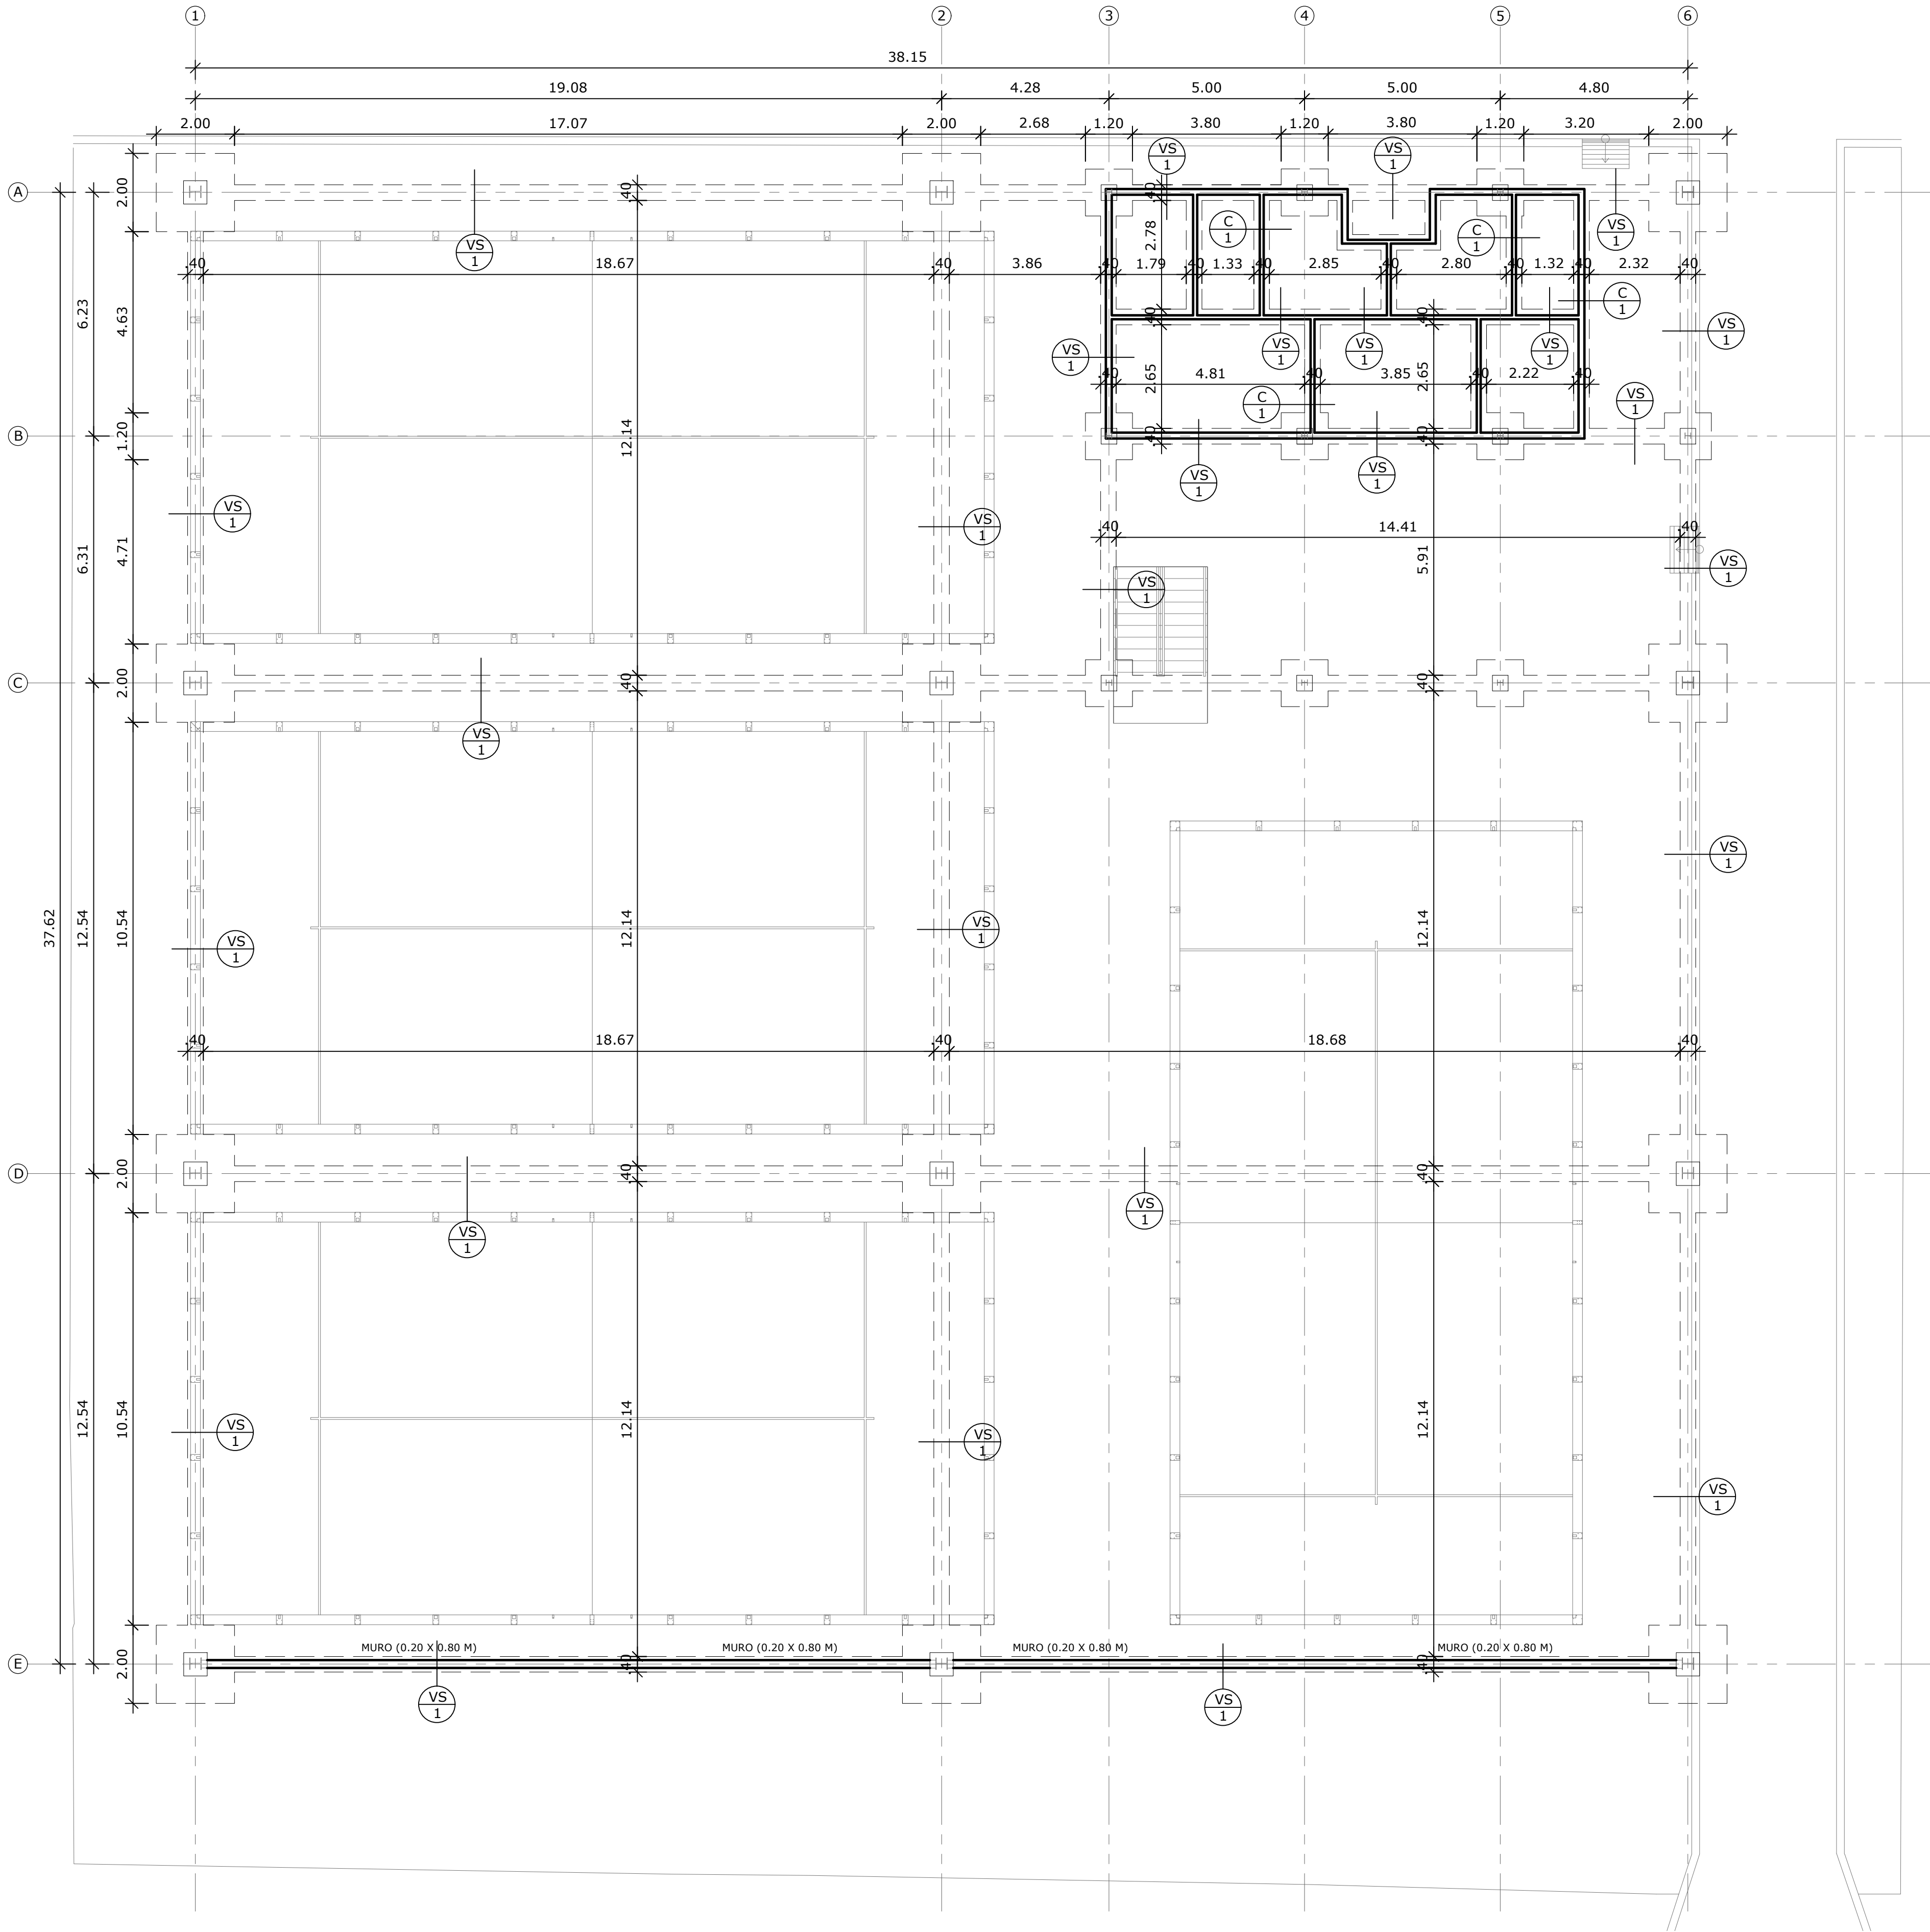 1 2 3 4 5 6
38.15
19.08 4.28 5.00 5.00 4.80
2.00 17.07 2.00 2.68 1.20 3.80 1.20 3.80 1.20 3.20 2.00
VS
1
VS
1
A
2.00
.40
.40
VS
1
C
1
C
1
VS
1
2.78
.40 18.67 .40 3.86 .40 1.79 .40 1.33 .40 2.85 .40 2.80 .40 1.32 .40 2.32 .40
C
1
6.23
4.63
.40
.40
VS
1
VS
1
VS
1
VS
1
VS
1
.40 4.81 .40 3.85 .40 2.22 .40
2.65
2.65
C
1
VS
1
B
1.20
12.14
.40
.40
VS
1
VS
1
VS
1
VS
1
.40 14.41 .40
6.31
4.71
5.91
VS
1
VS
1
C
2.00
.40
.40
VS
1
VS
1
37.62
12.54
10.54
12.14
12.14
VS
1
VS
1
.40 18.67 .40 18.68 .40
D
2.00
.40
.40
VS
1
VS
1
12.54
10.54
12.14
12.14
VS
1
VS
1
VS
1
MURO (0.20 X 0.80 M) MURO (0.20 X 0.80 M) MURO (0.20 X 0.80 M) MURO (0.20 X 0.80 M)
E
2.00
.40
.40
VS
1
VS
1